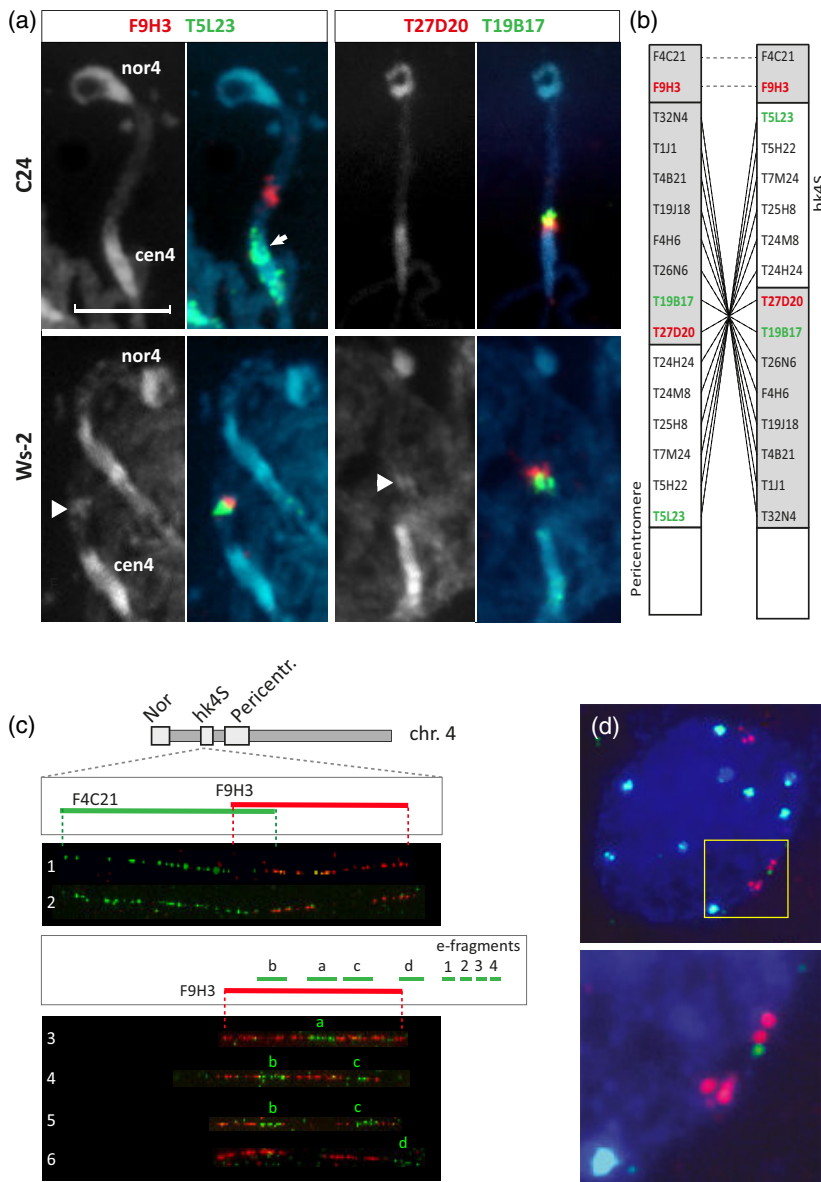 (a)
F9H3 T5L23
T27D20 T19B17
C24
nor4
cen4
Ws-2
nor4
cen4
(b)
F4C21
F9H3
T32N4
T1J1
T4B21
T19J18
F4H6
T26N6
T19B17
T27D20
T24H24
T24M8
T25H8
T7M24
T5H22
T5L23
Pericentromere
F4C21
F9H3
T5L23
T5H22
T7M24
T25H8
T24M8
T24H24
T27D20
T19B17
T26N6
F4H6
T19J18
T4B21
T1J1
T32N4
hk4S
(c)
Nor hk4S Pericentr.
chr. 4
F4C21 F9H3
1
2
e-fragments
b a c d 1 2 3 4
F9H3
a
3
b c
4
b c
5
d
6
(d)